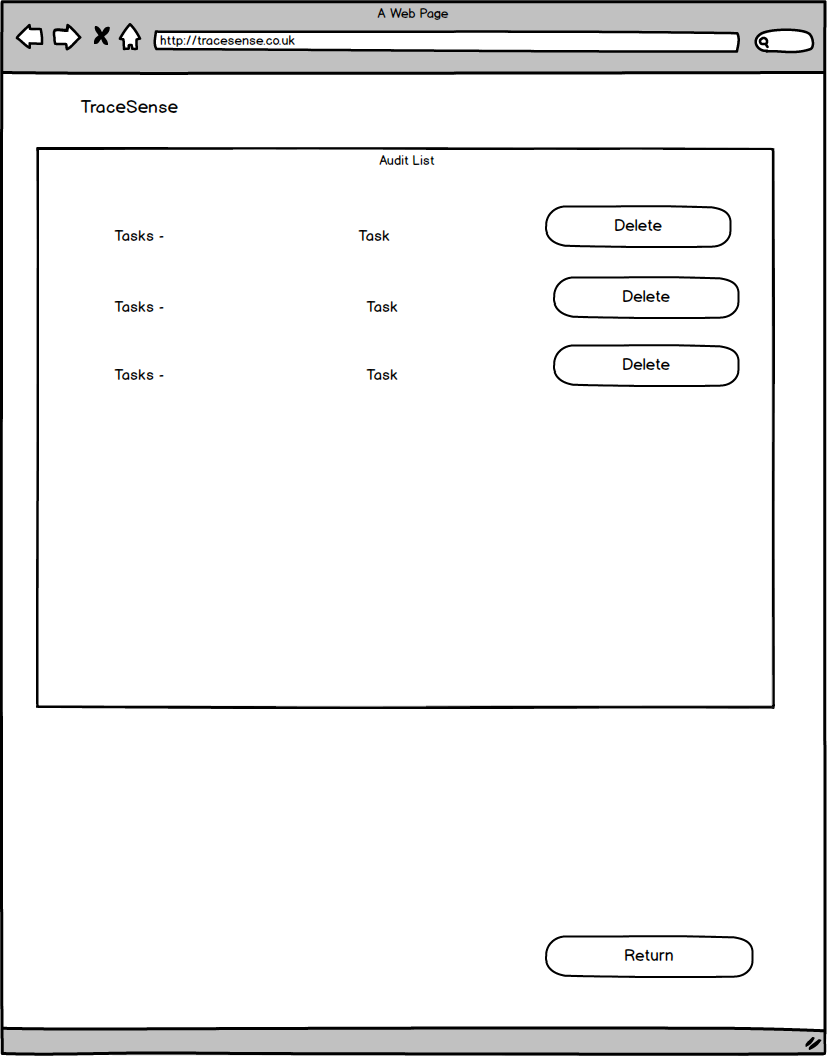 A Web Page
http://tracesense.co.uk
TraceSense
Audit List
Tasks - Task Delete
Tasks - Task Delete
Tasks - Task Delete
Return